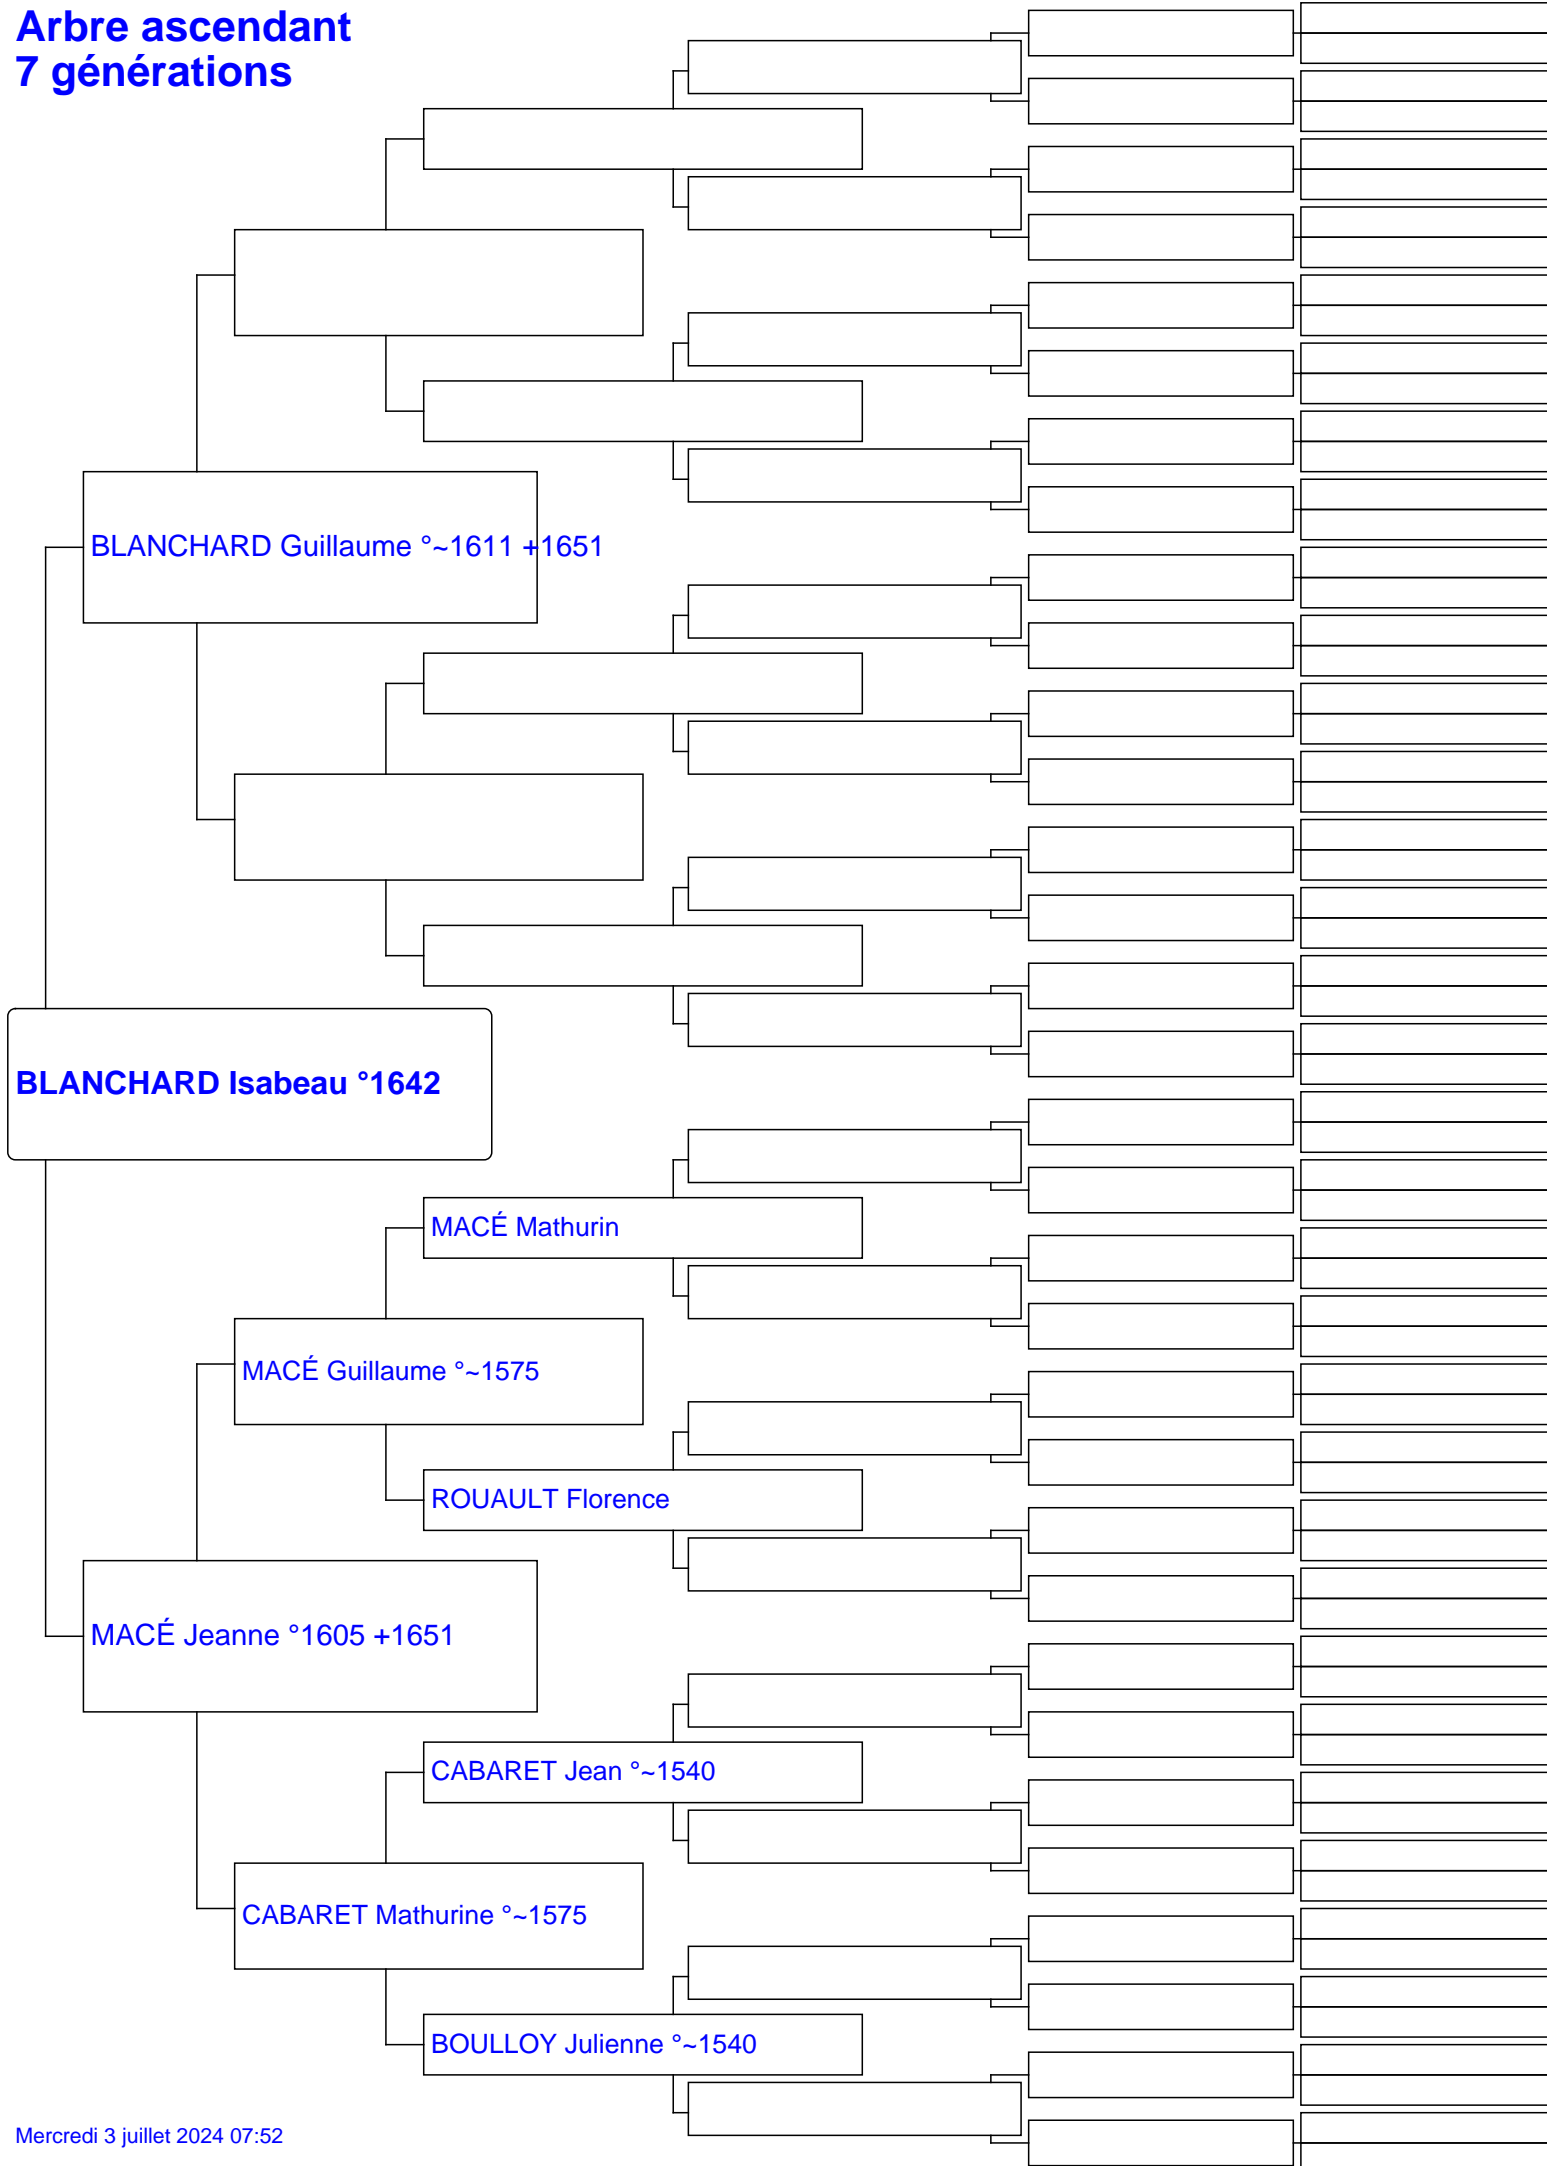 Arbre ascendant
7 générations
BLANCHARD Guillaume °~1611 +1651
BLANCHARD Isabeau °1642
MACÉ Mathurin
MACÉ Guillaume °~1575
ROUAULT Florence
MACÉ Jeanne °1605 +1651
CABARET Jean °~1540
CABARET Mathurine °~1575
BOULLOY Julienne °~1540
Mercredi 3 juillet 2024 07:52